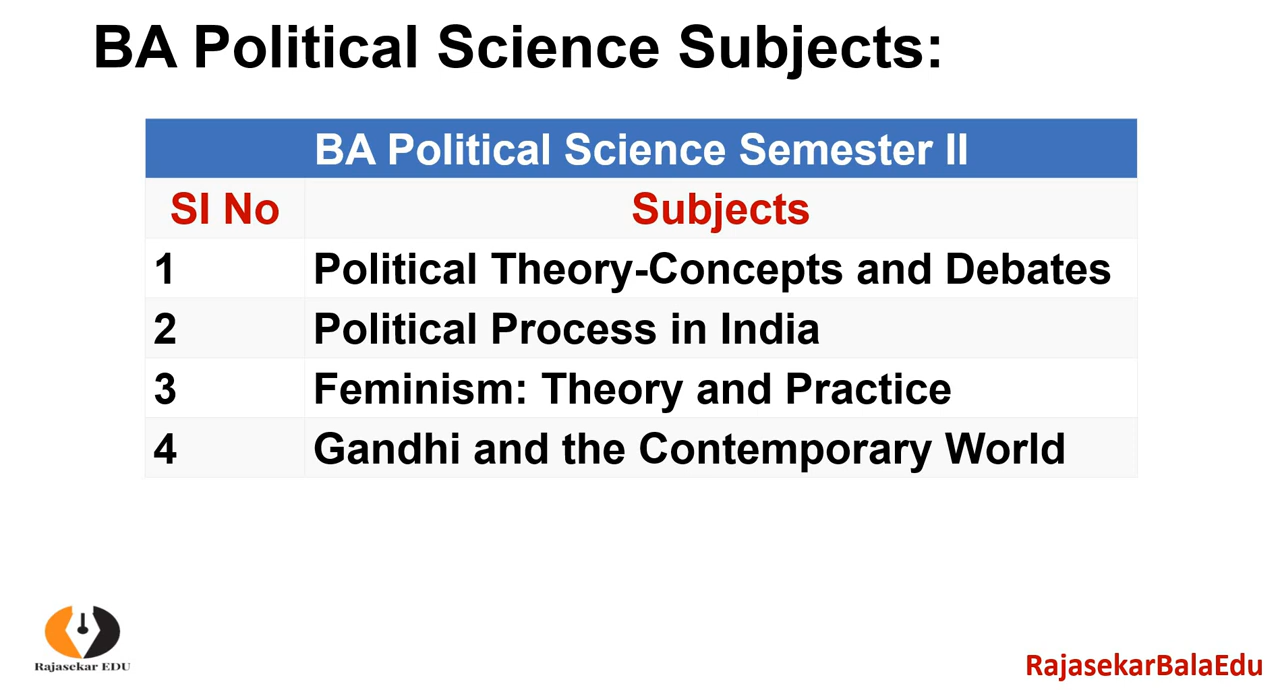 BA Political Science Subjects:
BA Political Science Semester II
SI No Subjects
1 Political Theory-Concepts and Debates
2 Political Process in India
3 Feminism: Theory and Practice
4 Gandhi and the Contemporary World
Rajasekar EDU
RajasekarBalaEdu